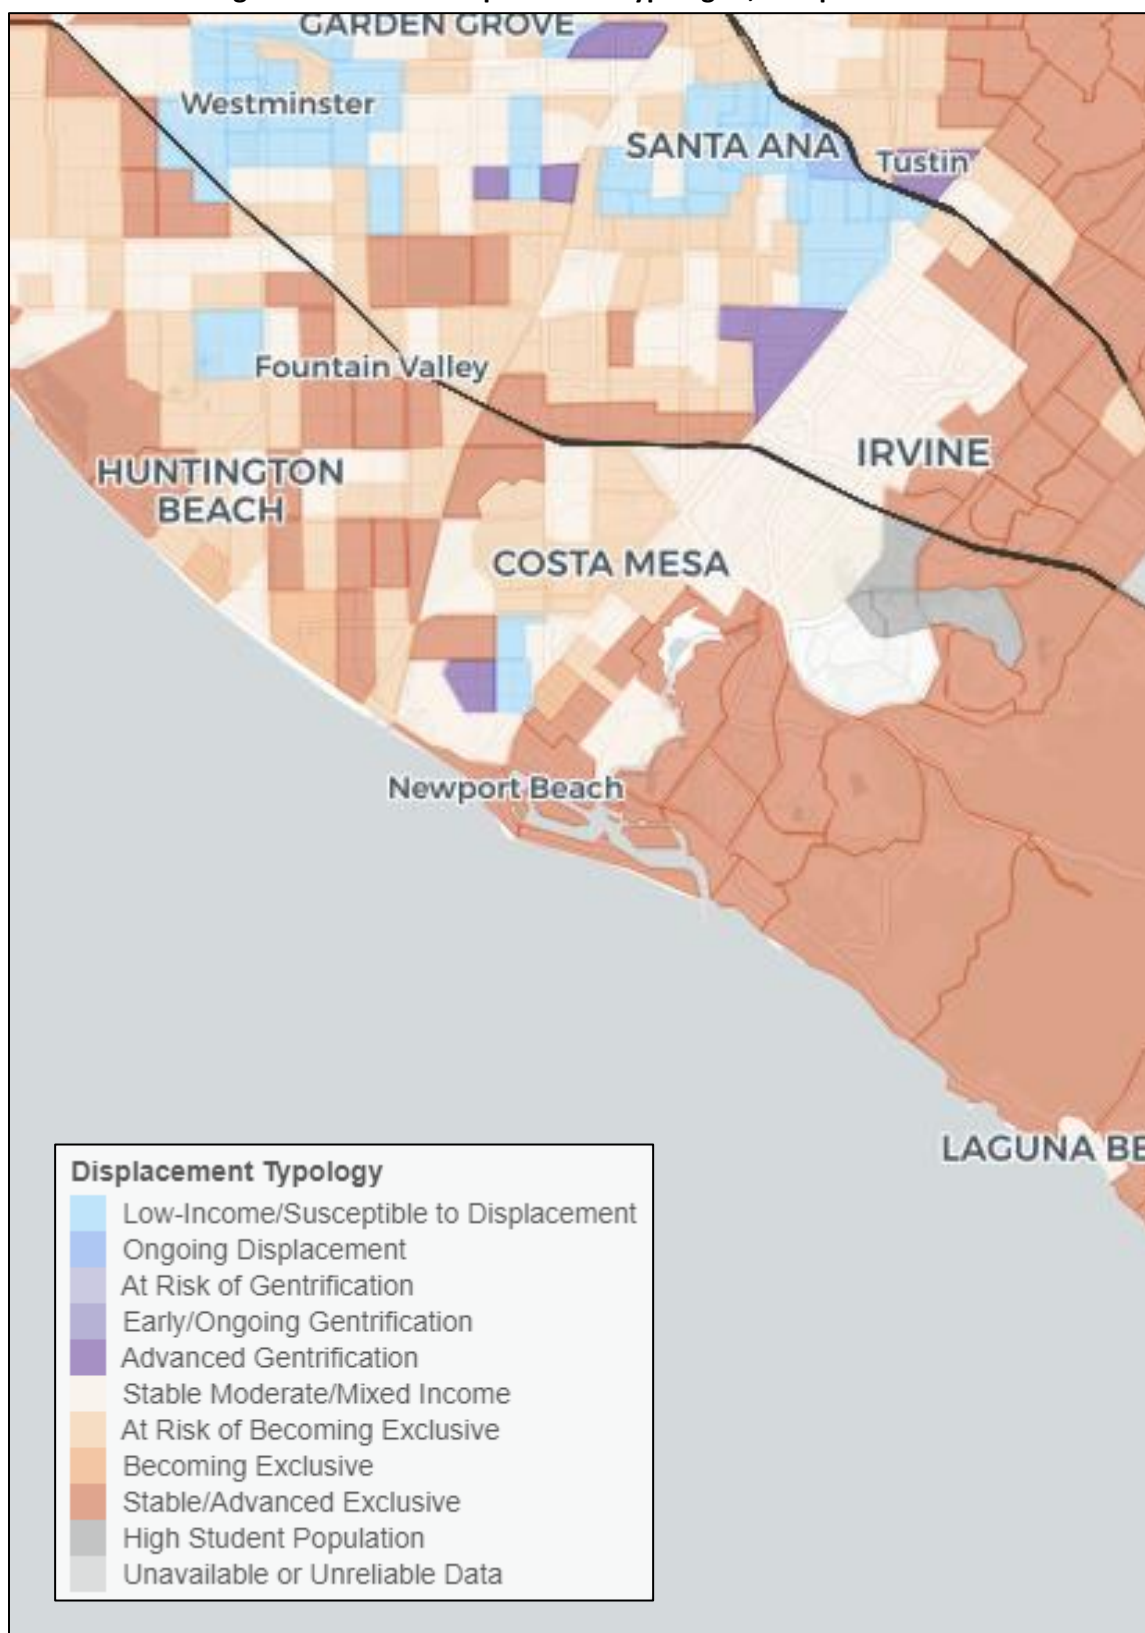 GARDEN GROVE
Westminster
SANTA ANA
Tustin
Fountain Valley
IRVINE
HUNTINGTON
BEACH
COSTA MESA
Newport Beach
LAGUNA BE
Displacement Typology
Low-Income/Susceptible to Displacement
Ongoing Displacement
At Risk of Gentrification
Early/Ongoing Gentrification
Advanced Gentrification
Stable Moderate/Mixed Income
At Risk of Becoming Exclusive
Becoming Exclusive
Stable/Advanced Exclusive
High Student Population
Unavailable or Unreliable Data